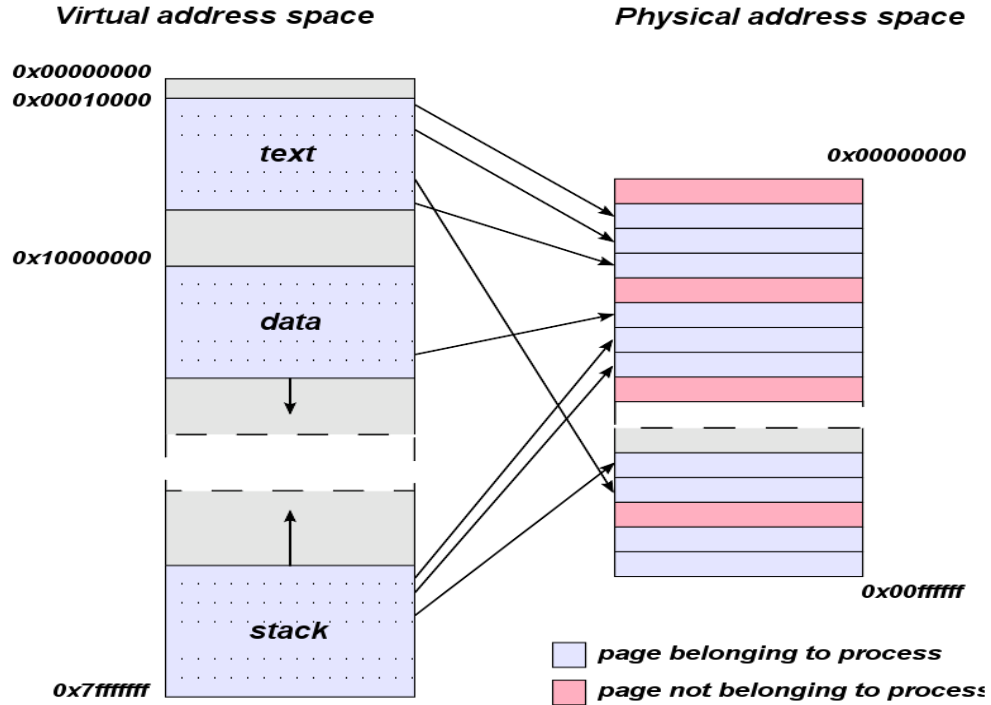 Virtual address space
Physical address space
0x00000000
0x00010000
text
0x00000000
0x10000000
data
stack
0x00ffffff
page belonging to process
0x7fffffff
page not belonging to process